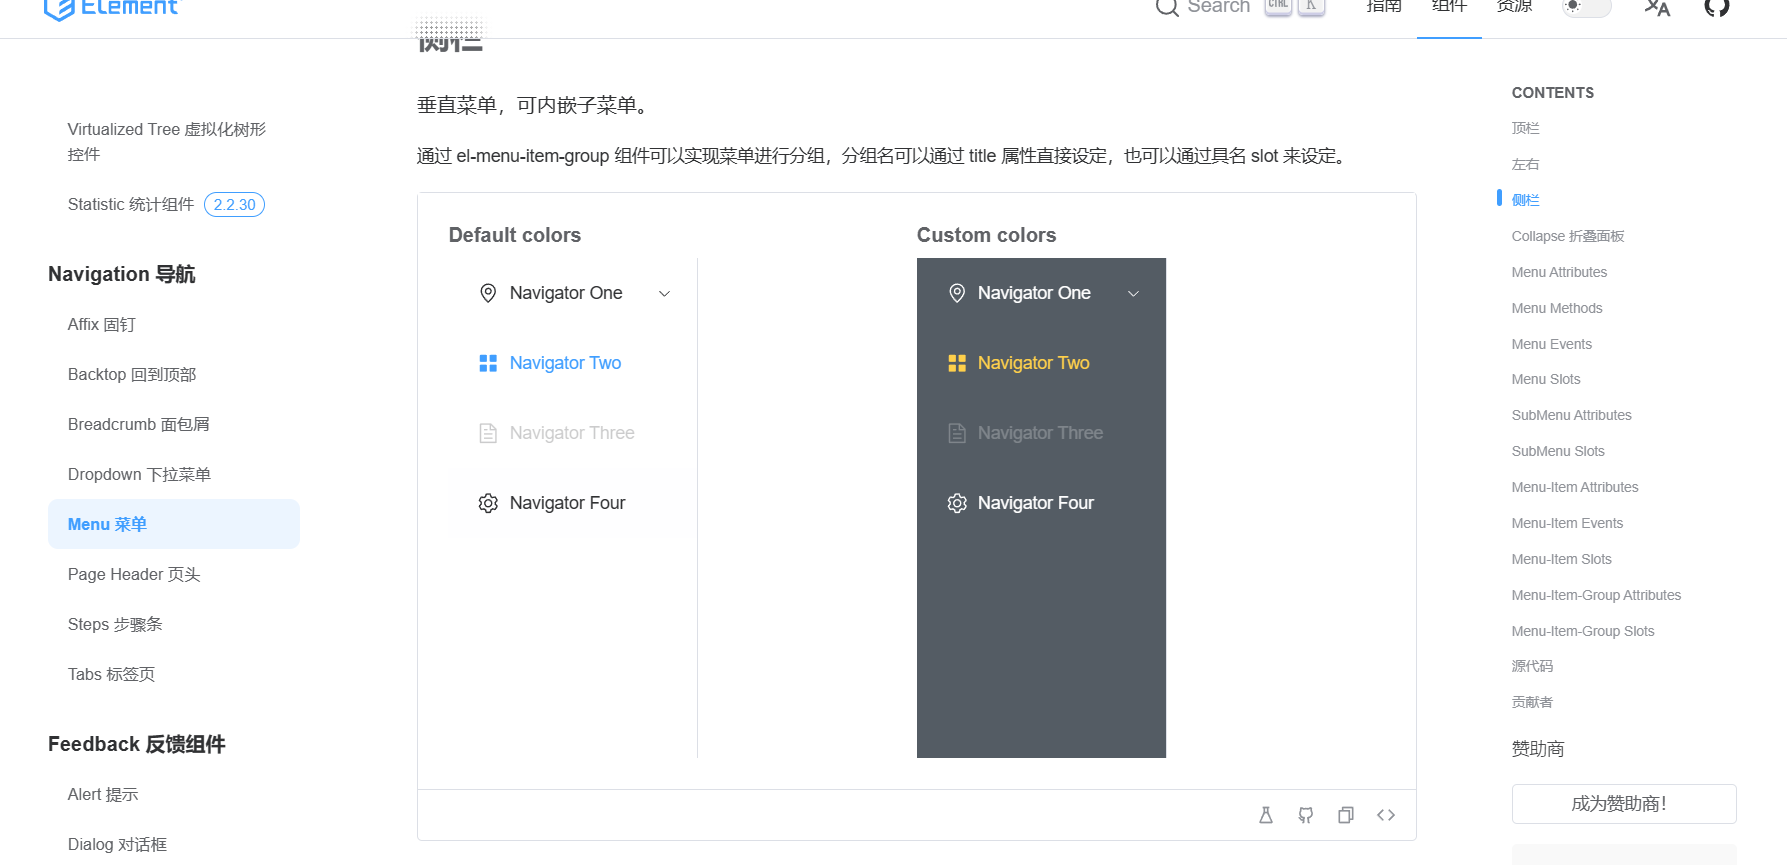 Element
Search
CTRL K
指南
组件
资源
侧栏
垂直菜单，可内嵌子菜单。
通过 el-menu-item-group 组件可以实现菜单进行分组，分组名可以通过 title 属性直接设定，也可以通过具名 slot 来设定。
Virtualized Tree 虚拟化树形
控件
Statistic 统计组件 2.2.30
Navigation 导航
Affix 固钉
Backtop 回到顶部
Breadcrumb 面包屑
Dropdown 下拉菜单
Menu 菜单
Page Header 页头
Steps 步骤条
Tabs 标签页
Feedback 反馈组件
Alert 提示
Dialog 对话框
Default colors
Navigator One
Navigator Two
Navigator Three
Navigator Four
Custom colors
Navigator One
Navigator Two
Navigator Three
Navigator Four
CONTENTS
顶栏
左右
侧栏
Collapse 折叠面板
Menu Attributes
Menu Methods
Menu Events
Menu Slots
SubMenu Attributes
SubMenu Slots
Menu-Item Attributes
Menu-Item Events
Menu-Item Slots
Menu-Item-Group Attributes
Menu-Item-Group Slots
源代码
贡献者
赞助商
成为赞助商！